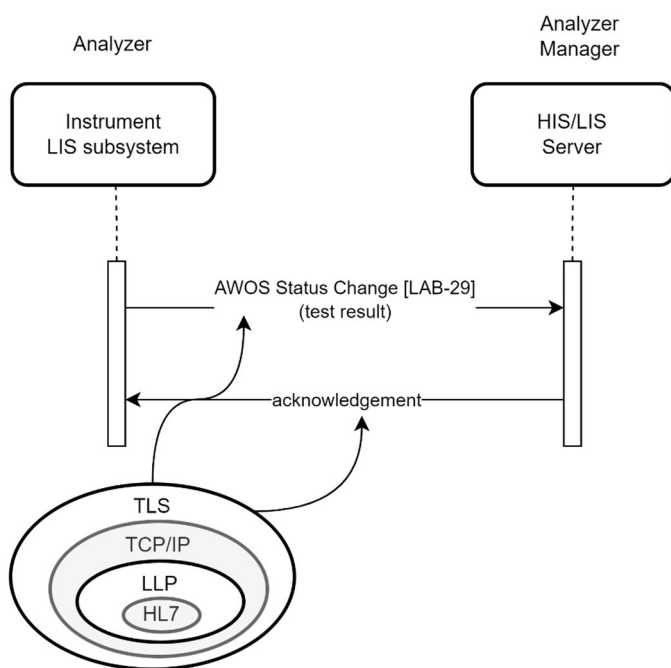 Analyzer
Analyzer
Manager
Instrument
LIS subsystem
HIS/LIS
Server
AWOS Status Change [LAB-29]
(test result)
acknowledgement
TLS
TCP/IP
LLP
HL7